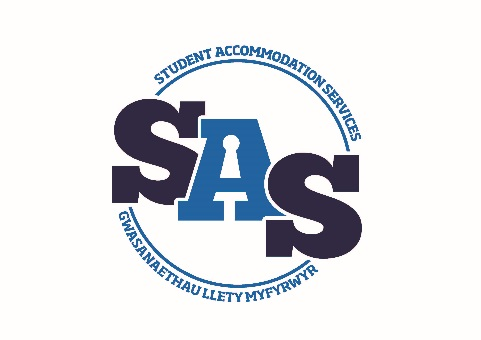 STUDENT ACCOMMODATION SERVICES
SAS
GWASANAETHAU LLETY MYFYRWYR